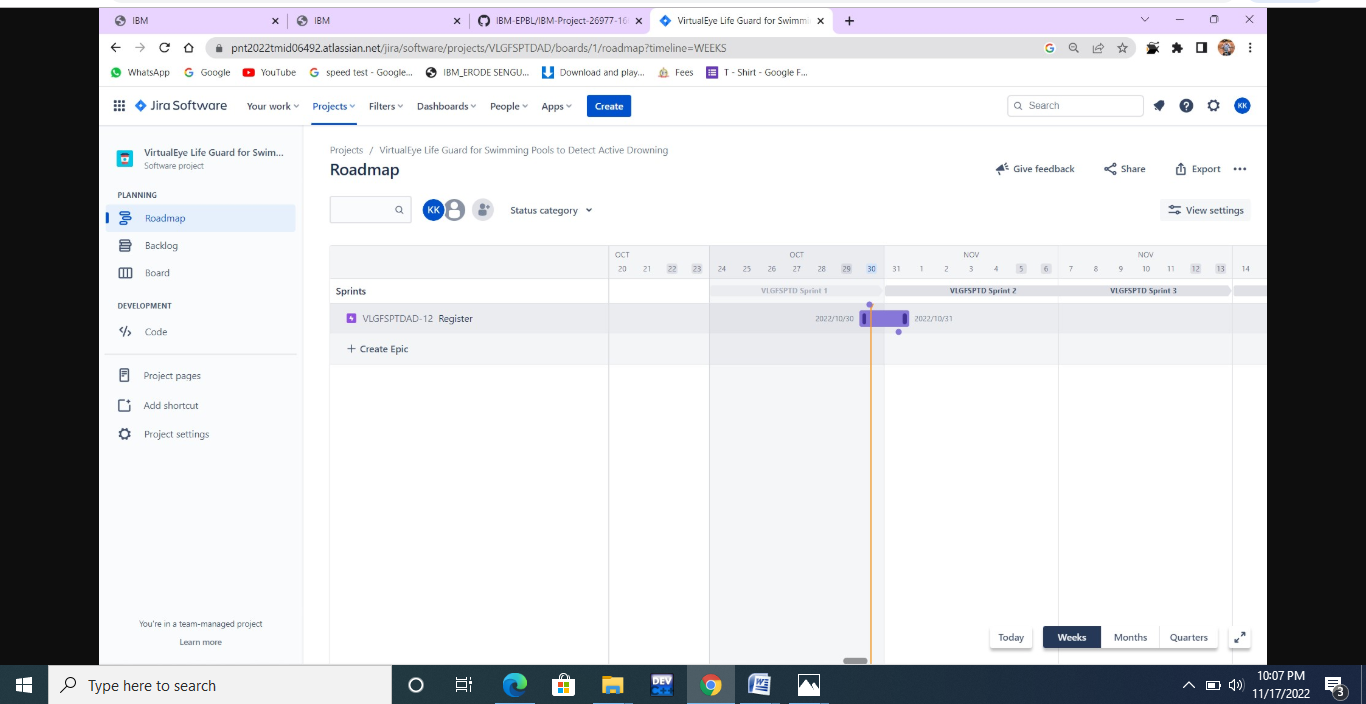 IBM
IBM
IBM-EPBL/IBM-Project-26977-16
VirtualEye Life Guard for Swimmi
pnt2022tmid06492.atlassian.net/jira/software/projects/VLGFSPTDAD/boards/1/roadmap?timeline=WEEKS
WhatsApp Google YouTube speed test - Google... IBM_ERODE SENGU... Download and play... Fees T - Shirt - Google F...
Jira Software Your work Projects Filters Dashboards People Apps Create Search KK
VirtualEye Life Guard for Swim...
Software project
PLANNING
Roadmap
Backlog
Board
DEVELOPMENT
Code
Project pages
Add shortcut
Project settings
You're in a team-managed project
Learn more
Projects / VirtualEye Life Guard for Swimming Pools to Detect Active Drowning
Roadmap
Give feedback Share Export
KK Status category View settings
OCT OCT NOV NOV
20 21 22 23 24 25 26 27 28 29 30 31 1 2 3 4 5 6 7 8 9 10 11 12 13 14
Sprints VLGFSPTD Sprint 1 VLGFSPTD Sprint 2 VLGFSPTD Sprint 3
VLGFSPTDAD-12 Register 2022/10/30 2022/10/31
+ Create Epic
Today Weeks Months Quarters
Type here to search
DEV
10:07 PM
11/17/2022
3